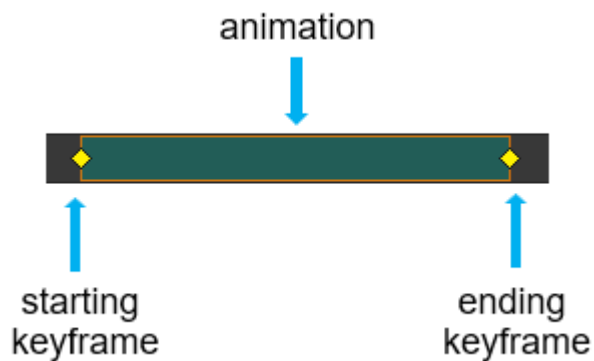 animation
starting
keyframe
ending
keyframe